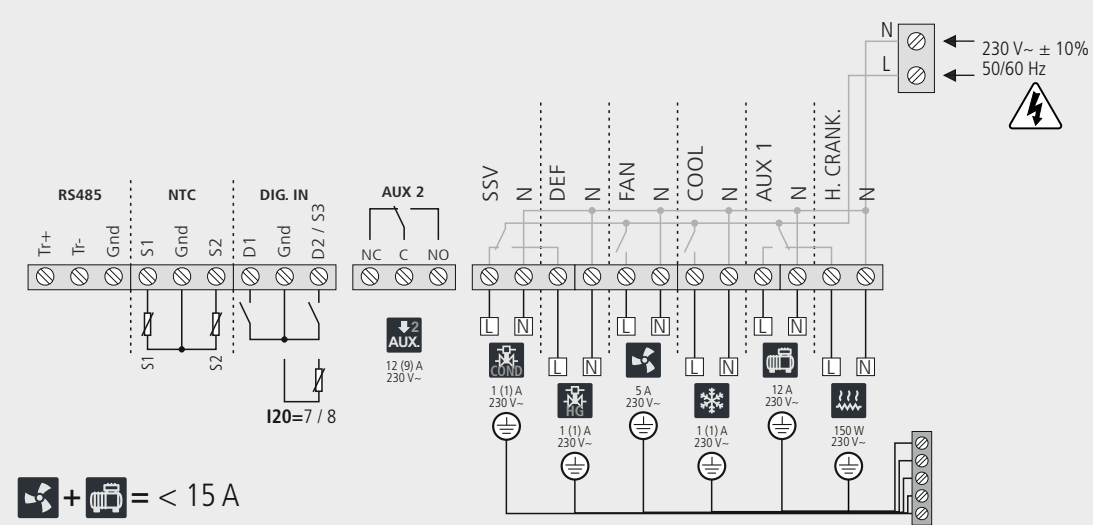 N
L
230 V~ ± 10%
50/60 Hz
RS485
NTC
DIG. IN
AUX 2
Tr+
Tr-
Gnd
S1
Gnd
S2
D1
Gnd
D2 / S3
NC
C
NO
SSV
N
DEF
N
FAN
N
COOL
N
AUX 1
N
H. CRANK.
N
S1
S2
I20=7 / 8
2
AUX.
12 (9) A
230 V~
L
N
COND
1 (1) A
230 V~
L
N
HG
1 (1) A
230 V~
L
N
5 A
230 V~
L
N
1 (1) A
230 V~
L
N
12 A
230 V~
L
N
150 W
230 V~
+ = < 15 A